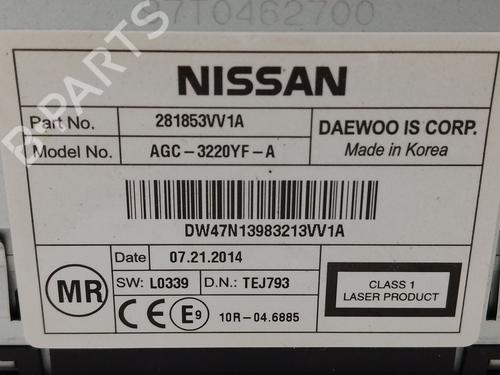 97T0462700
NISSAN
Part No. 281853VV1A
Model No. AGC-3220YF-A
DAEWOO IS CORP.
Made in Korea
DW47N13983213VV1A
Date 07.21.2014
SW: L0339 D.N.: TEJ793
MR
CE E9 10R-04.6885
CLASS 1
LASER PRODUCT
B-PARTS